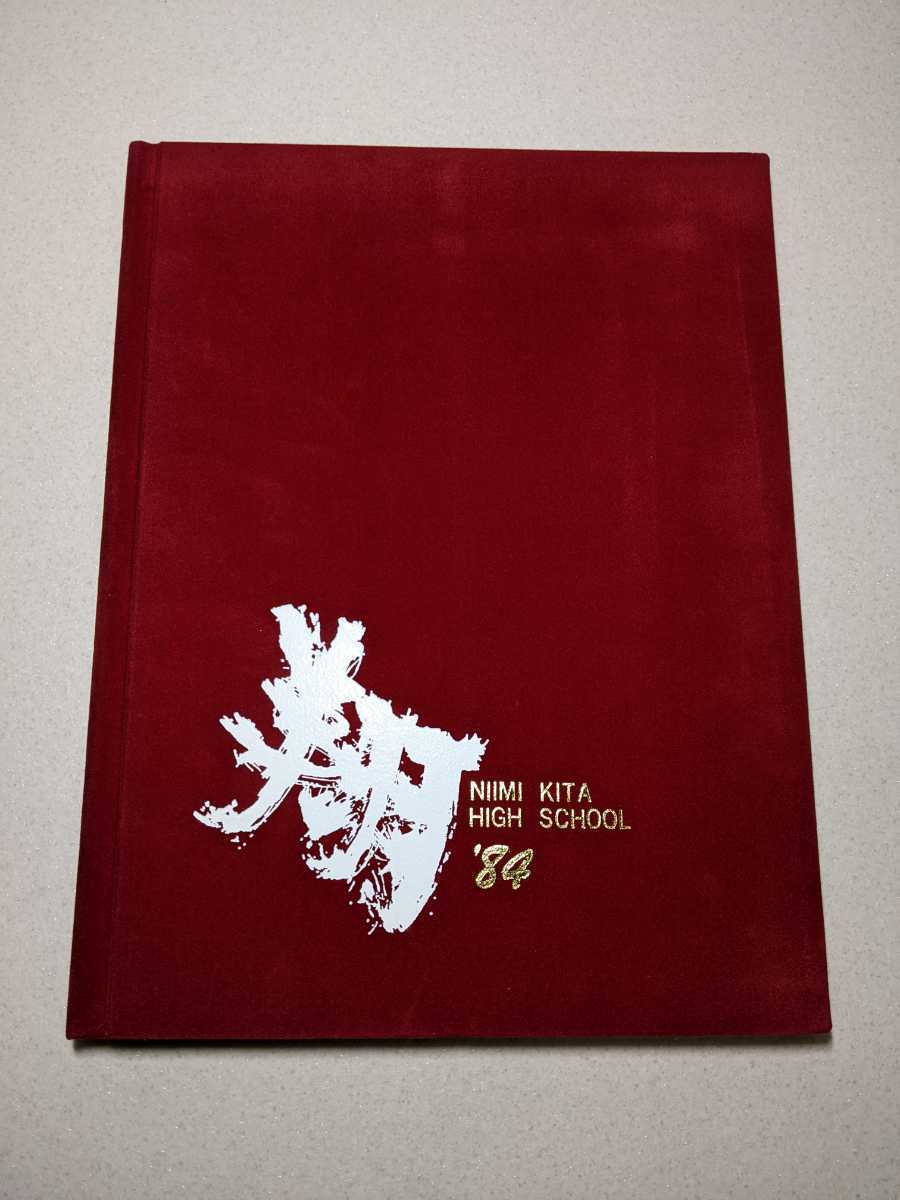 翔
NIIMI KITA
HIGH SCHOOL
'84